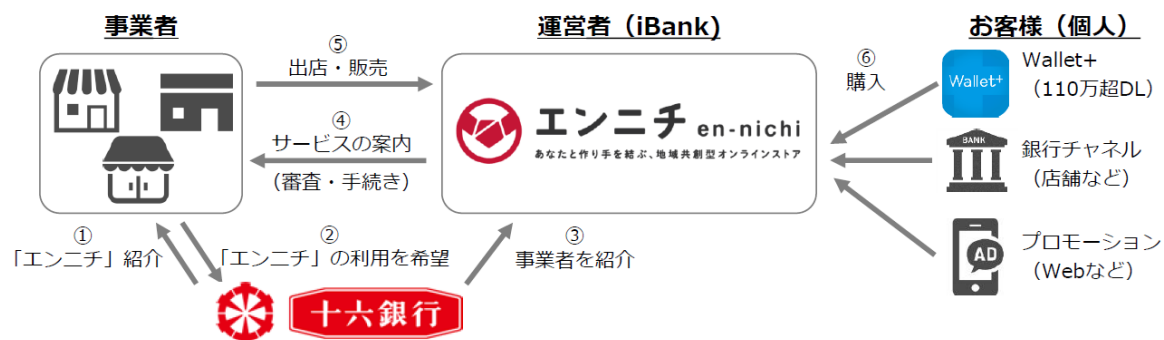 事業者
運営者（iBank）
お客様（個人）
⑤
出店・販売
④
サービスの案内
(審査・手続き)
エンニチ en-nichi
あなたと作り手を結ぶ、地域共創型オンラインストア
⑥
購入
Wallet+
Wallet+
（110万超DL）
BANK
銀行チャネル
（店舗など）
AD
プロモーション
（Webなど）
①
「エンニチ」紹介
②
「エンニチ」の利用を希望
③
事業者を紹介
十六銀行